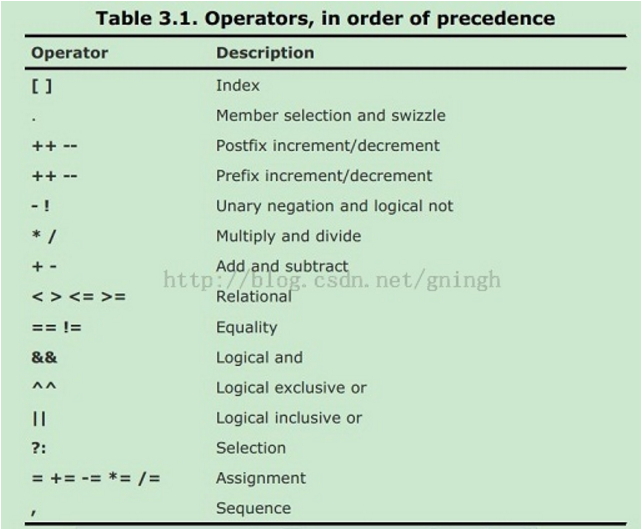 Table 3.1. Operators, in order of precedence
Operator Description
[ ] Index
. Member selection and swizzle
++ -- Postfix increment/decrement
++ -- Prefix increment/decrement
- ! Unary negation and logical not
* / Multiply and divide
+ - Add and subtract
http://blog.csdn.net/gningh
< > <= >= Relational
== != Equality
&& Logical and
^^ Logical exclusive or
|| Logical inclusive or
?: Selection
= += -= *= /= Assignment
, Sequence